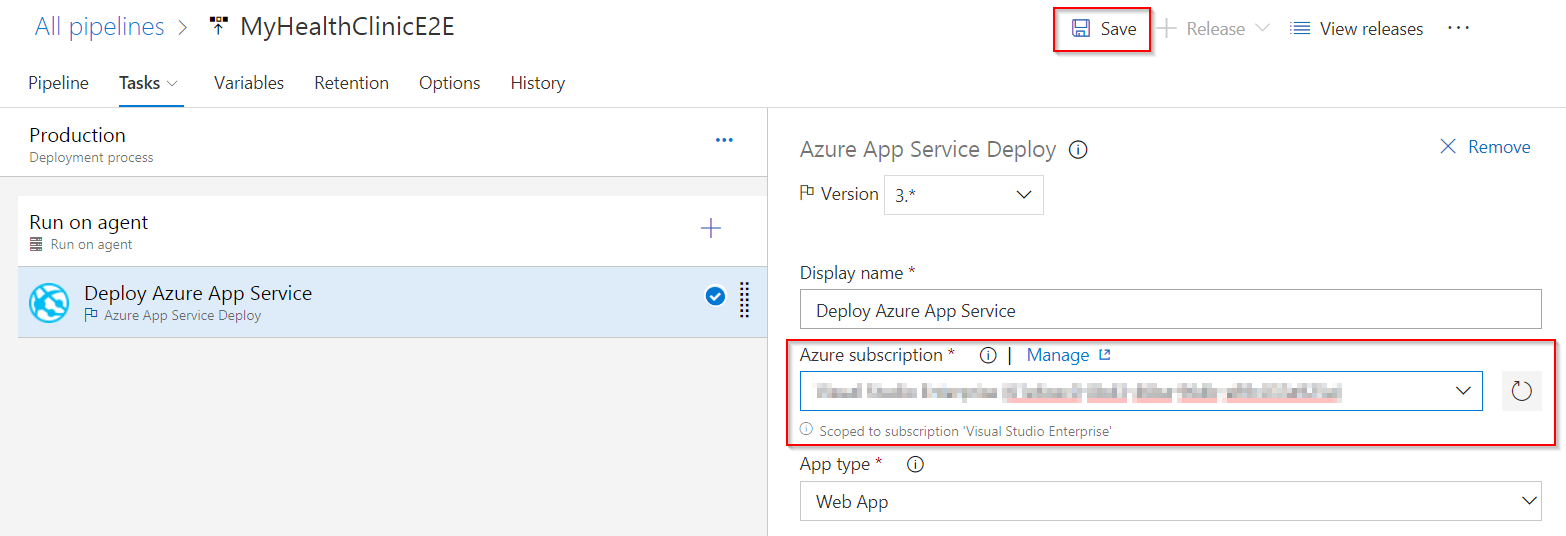 All pipelines > MyHealthClinicE2E
Save Release View releases ...
Pipeline Tasks Variables Retention Options History
Production
Deployment process
Run on agent
Run on agent
Deploy Azure App Service
Azure App Service Deploy
Azure App Service Deploy Remove
Version 3.*
Display name *
Deploy Azure App Service
Azure subscription * | Manage
Scoped to subscription 'Visual Studio Enterprise'
App type *
Web App